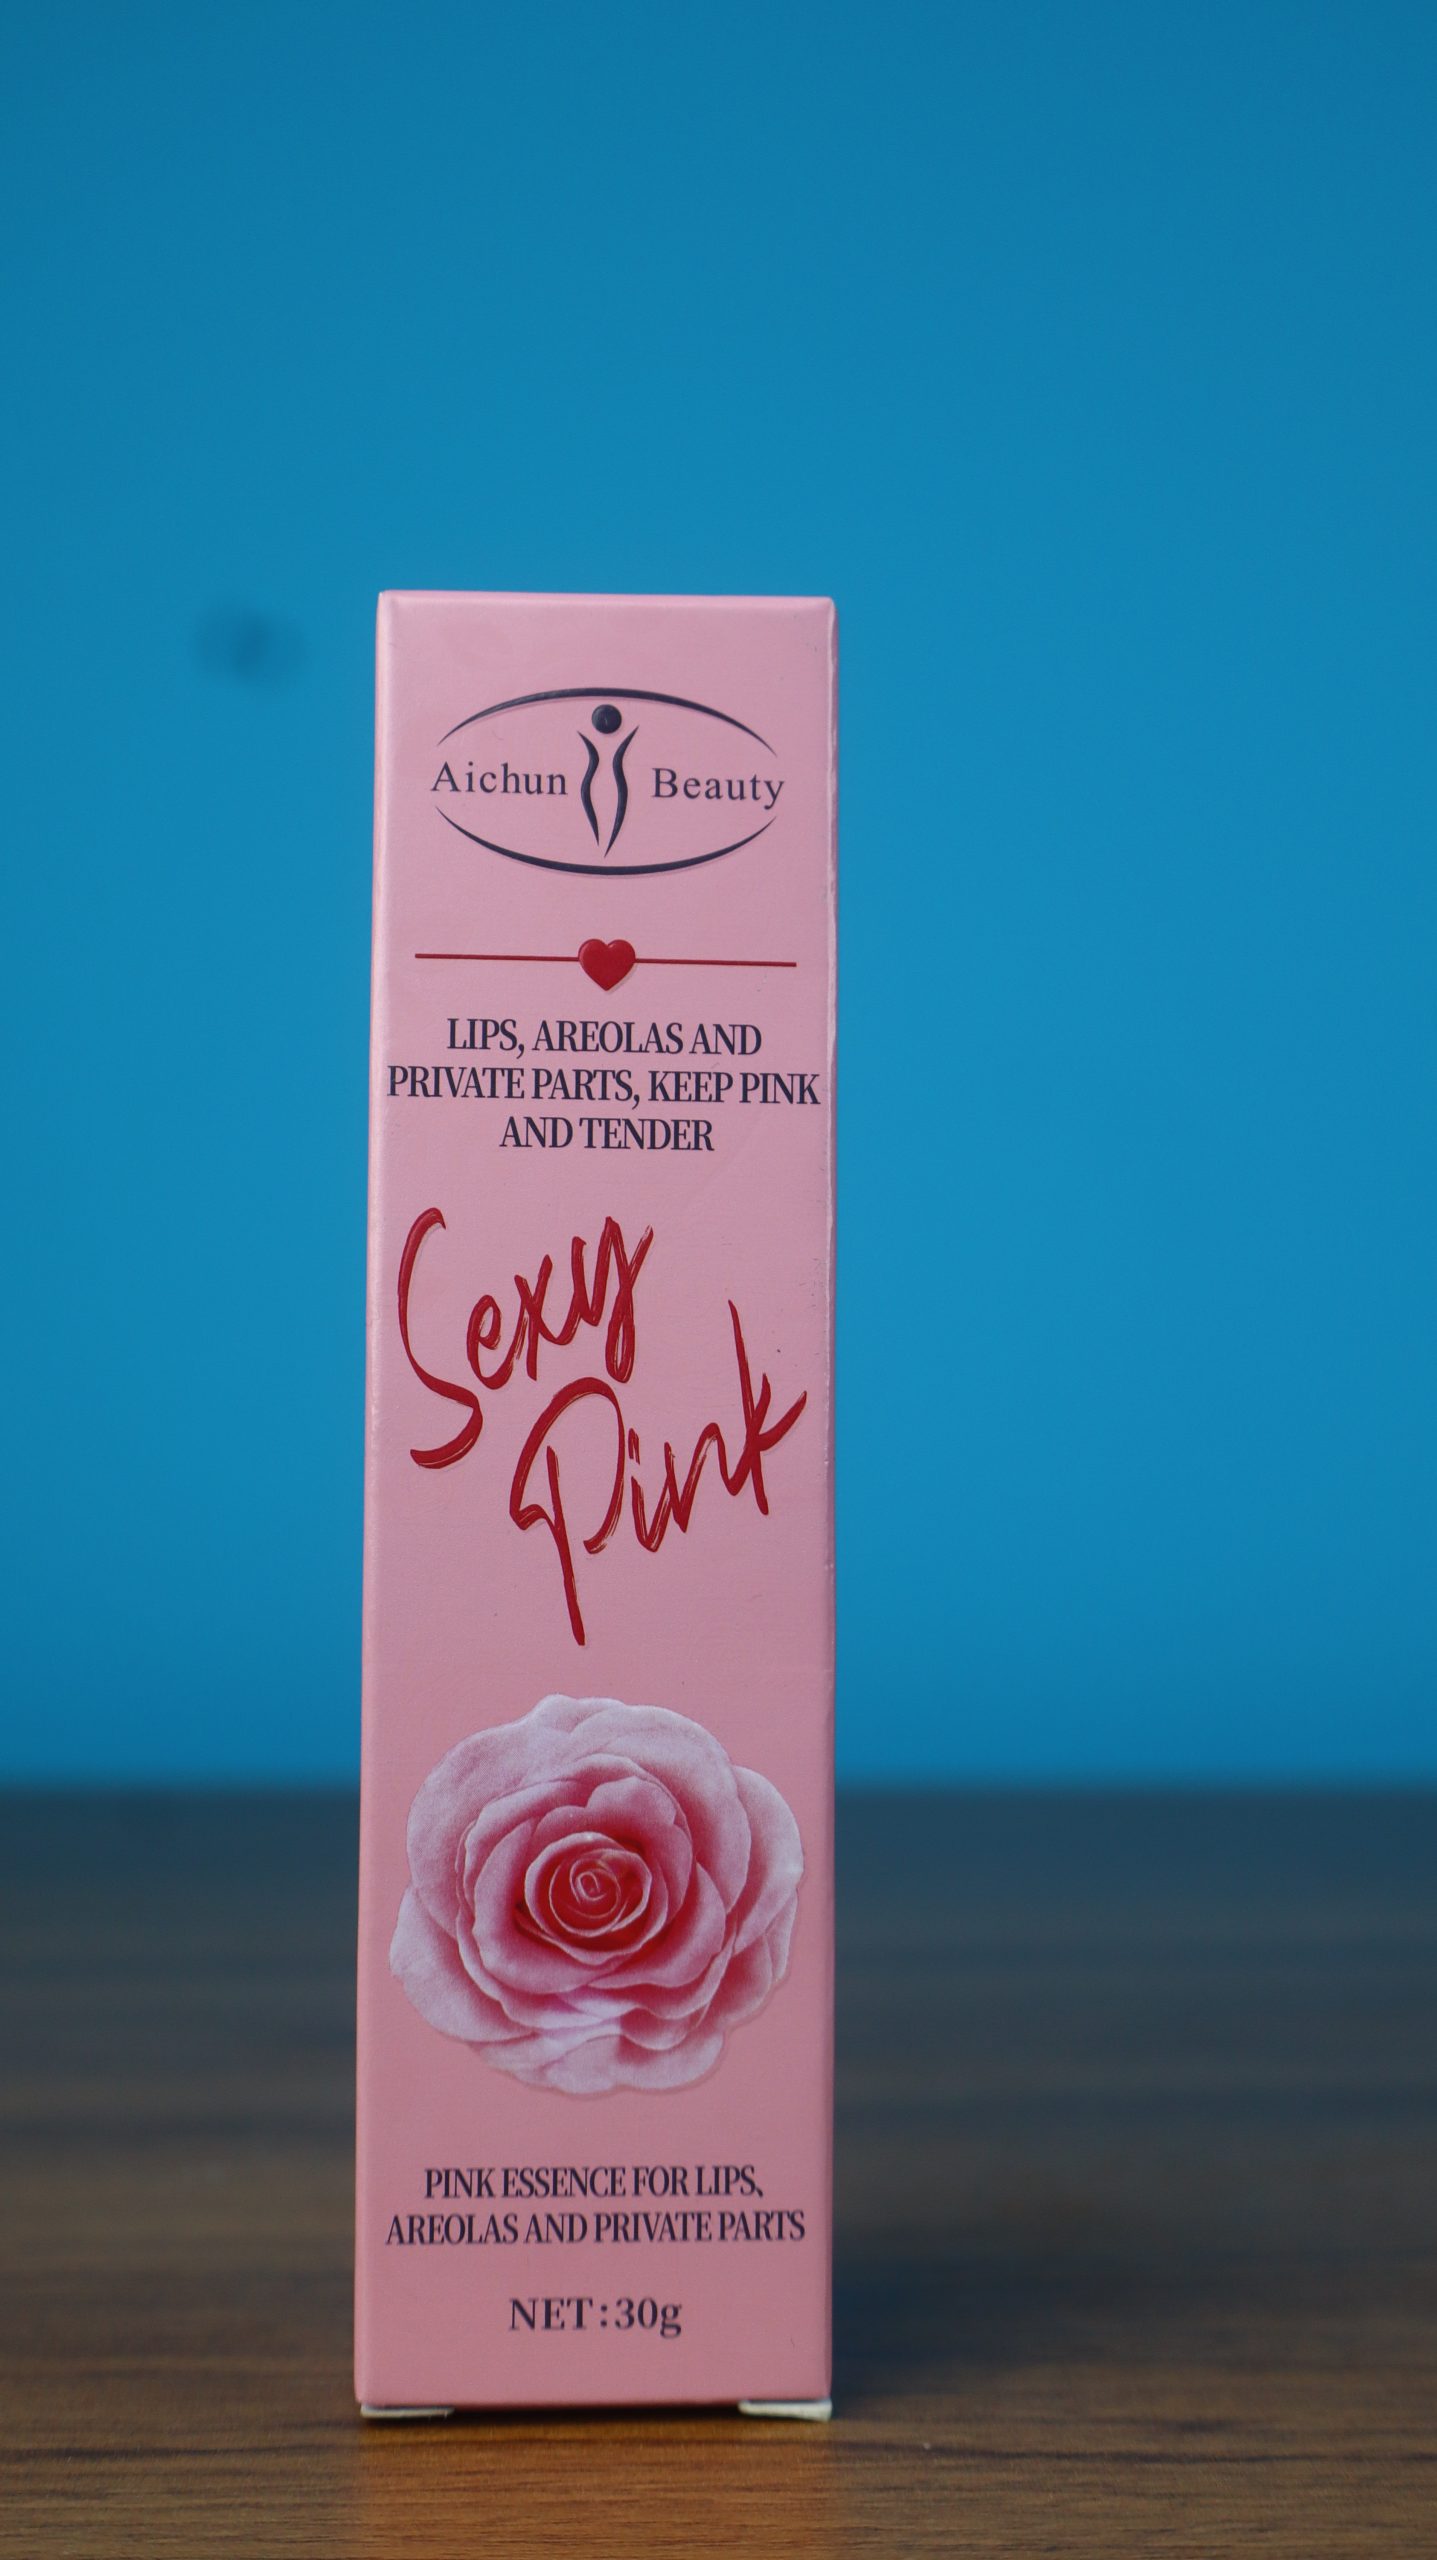 Aichun Beauty
LIPS, AREOLAS AND
PRIVATE PARTS, KEEP PINK
AND TENDER
Sexy
Pink
PINK ESSENCE FOR LIPS,
AREOLAS AND PRIVATE PARTS
NET:30g